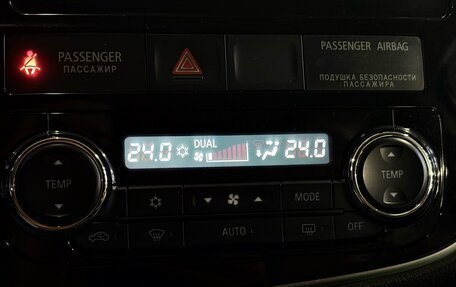 PASSENGER
ПАССАЖИР
PASSENGER AIRBAG
ПОДУШКА БЕЗОПАСНОСТИ
ПАССАЖИРА
24.0 DUAL 24.0
TEMP
MODE
TEMP
AUTO
OFF